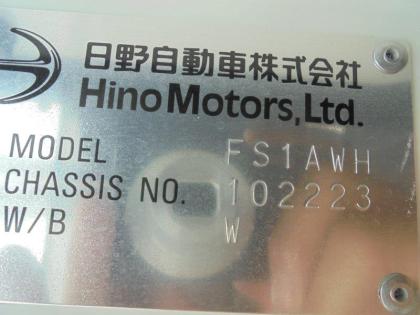 日野自動車株式会社
Hino Motors, Ltd.
MODEL FS1AWH
CHASSIS NO. 102223
W/B W